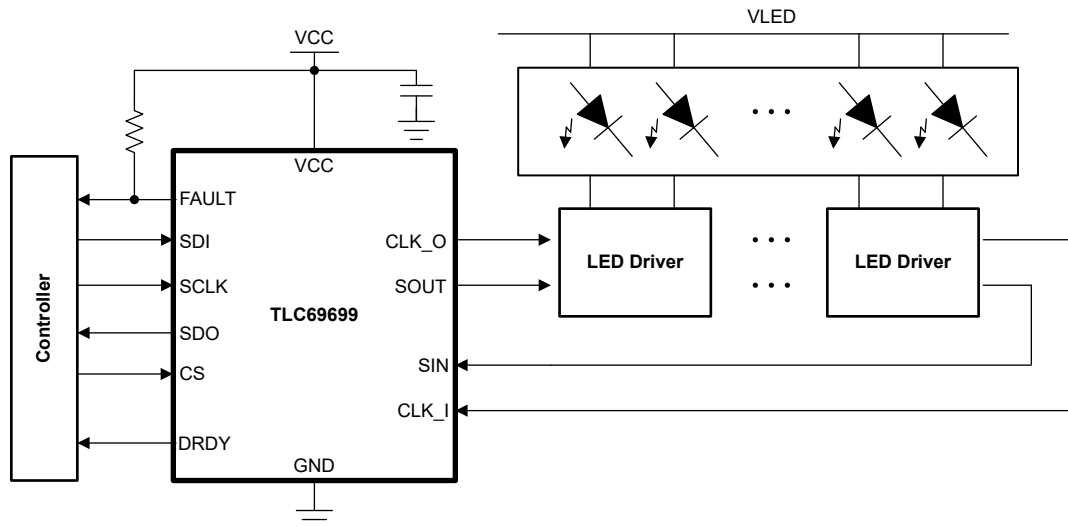 VLED
VCC
VCC
FAULT
SDI
SCLK
SDO
CS
DRDY
Controller
TLC69699
CLK_O
SOUT
SIN
CLK_I
GND
LED Driver
LED Driver